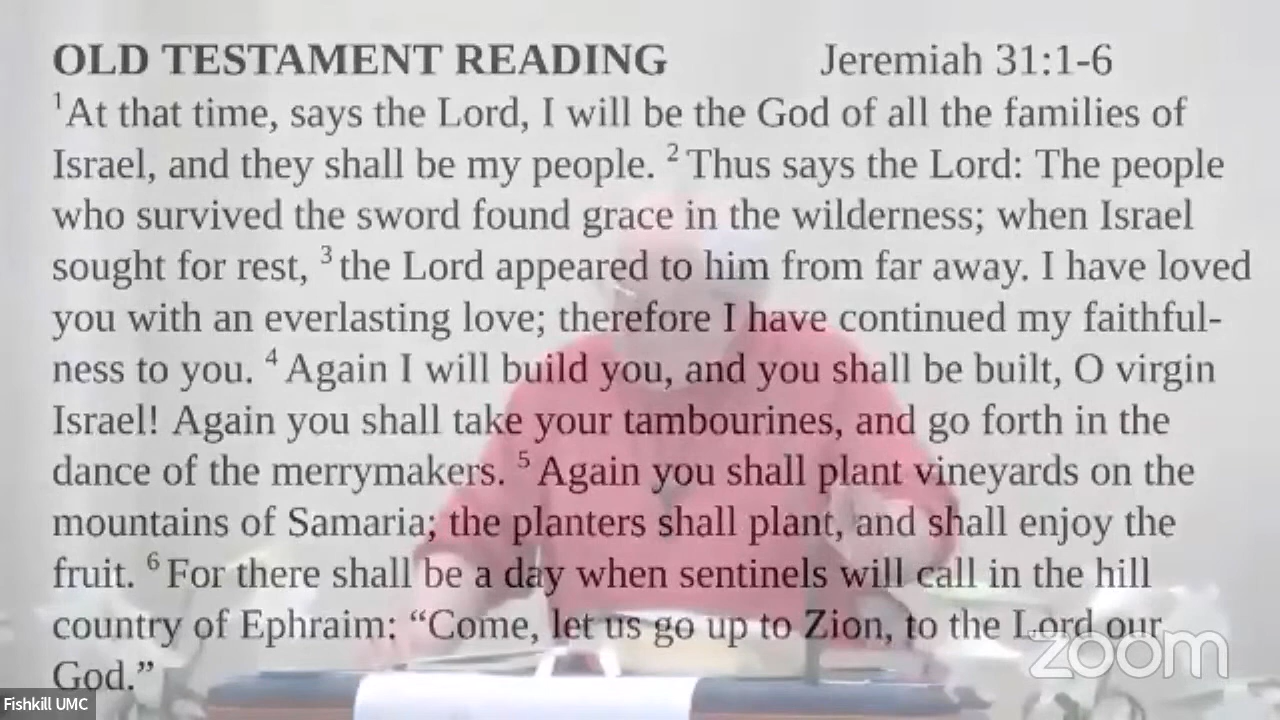 OLD TESTAMENT READING Jeremiah 31:1-6
¹At that time, says the Lord, I will be the God of all the families of
Israel, and they shall be my people. ² Thus says the Lord: The people
who survived the sword found grace in the wilderness; when Israel
sought for rest, ³ the Lord appeared to him from far away. I have loved
you with an everlasting love; therefore I have continued my faithful-
ness to you. ⁴ Again I will build you, and you shall be built, O virgin
Israel! Again you shall take your tambourines, and go forth in the
dance of the merrymakers. ⁵ Again you shall plant vineyards on the
mountains of Samaria; the planters shall plant, and shall enjoy the
fruit. ⁶ For there shall be a day when sentinels will call in the hill
country of Ephraim: “Come, let us go up to Zion, to the Lord our
God.”
zoom
Fishkill UMC